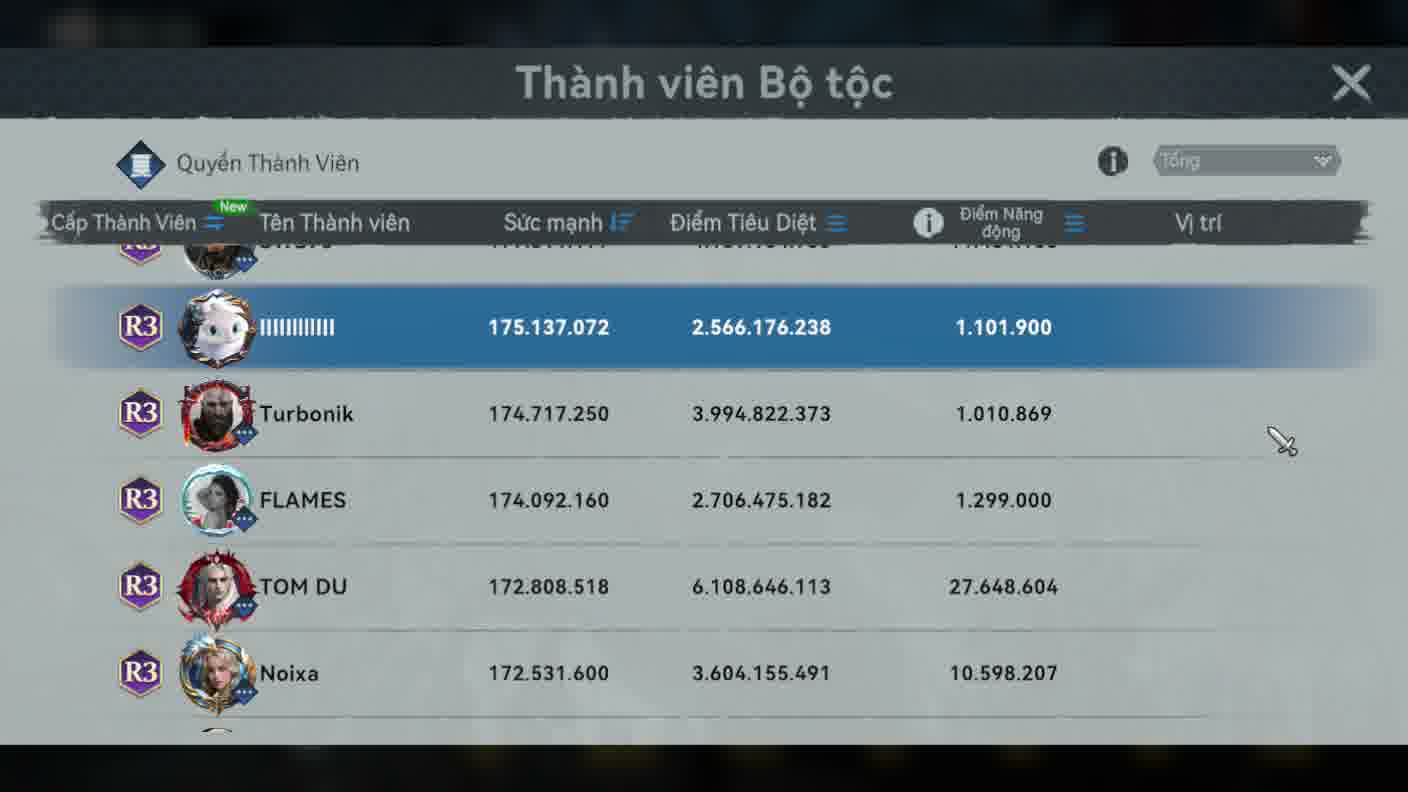 Thành viên Bộ tộc
Quyển Thành Viên
Tổng
New
Cấp Thành Viên Tên Thành viên Sức mạnh Điểm Tiêu Diệt Điểm Năng động Vị trí
R3 IIIIIIIIIIII 175.137.072 2.566.176.238 1.101.900
R3 Turbonik 174.717.250 3.994.822.373 1.010.869
R3 FLAMES 174.092.160 2.706.475.182 1.299.000
R3 TOM DU 172.808.518 6.108.646.113 27.648.604
R3 Noixa 172.531.600 3.604.155.491 10.598.207